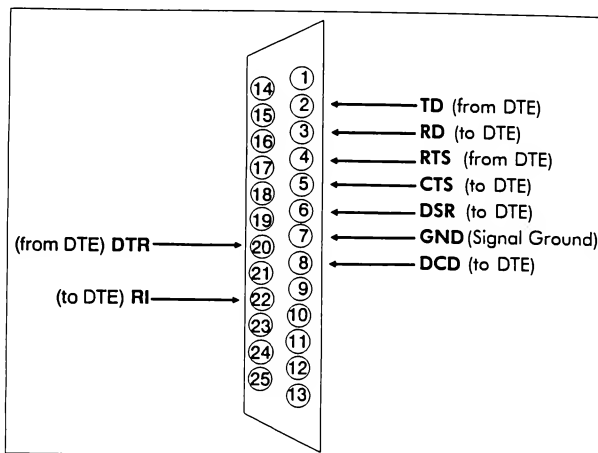 1
14
2
TD (from DTE)
15
3
RD (to DTE)
16
4
RTS (from DTE)
17
5
CTS (to DTE)
18
6
DSR (to DTE)
19
7
GND (Signal Ground)
(from DTE) DTR
20
8
DCD (to DTE)
21
9
(to DTE) RI
22
10
23
11
24
12
25
13